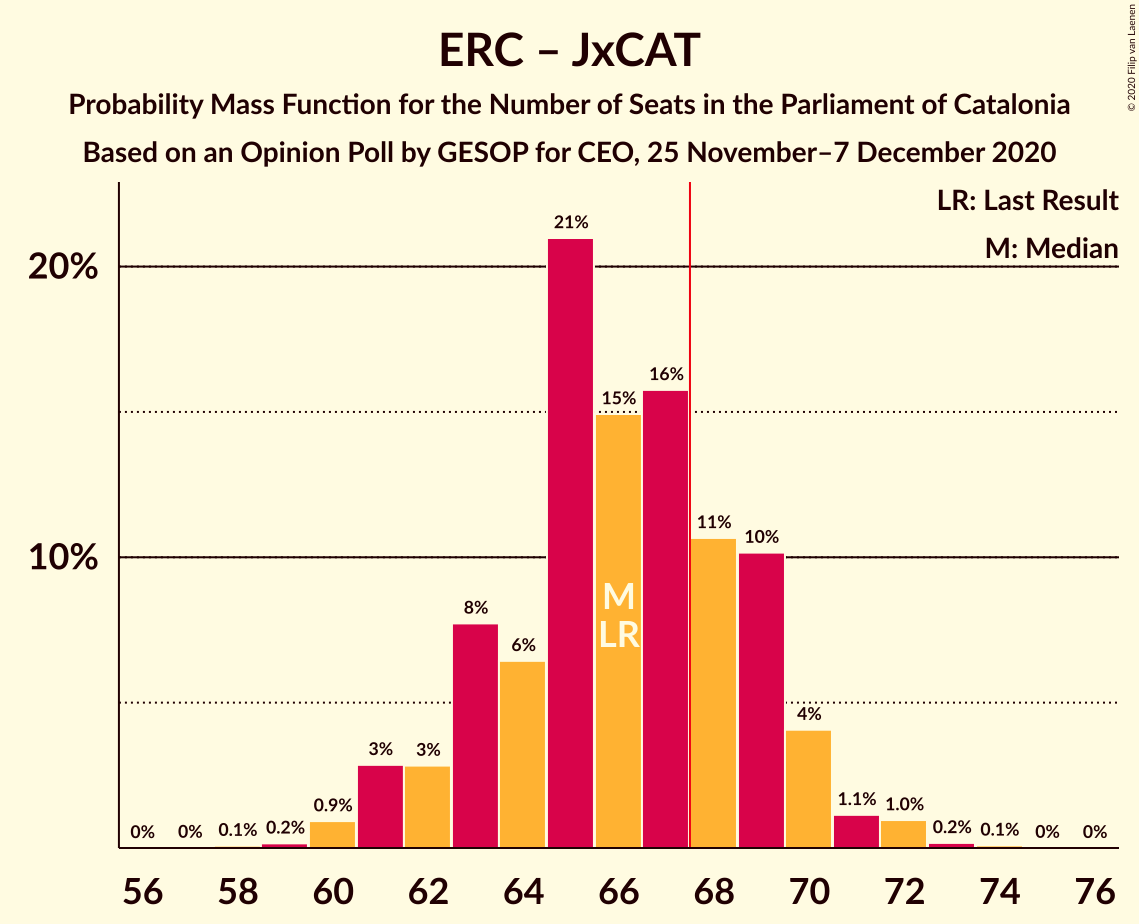 ERC – JxCAT
Probability Mass Function for the Number of Seats in the Parliament of Catalonia
Based on an Opinion Poll by GESOP for CEO, 25 November–7 December 2020
© 2020 Filip van Laenen
LR: Last Result
M: Median
20%
10%
0%
0%
0.1%
0.2%
0.9%
3%
3%
8%
6%
21%
15%
16%
11%
10%
4%
1.1%
1.0%
0.2%
0.1%
0%
0%
M
LR
56 58 60 62 64 66 68 70 72 74 76